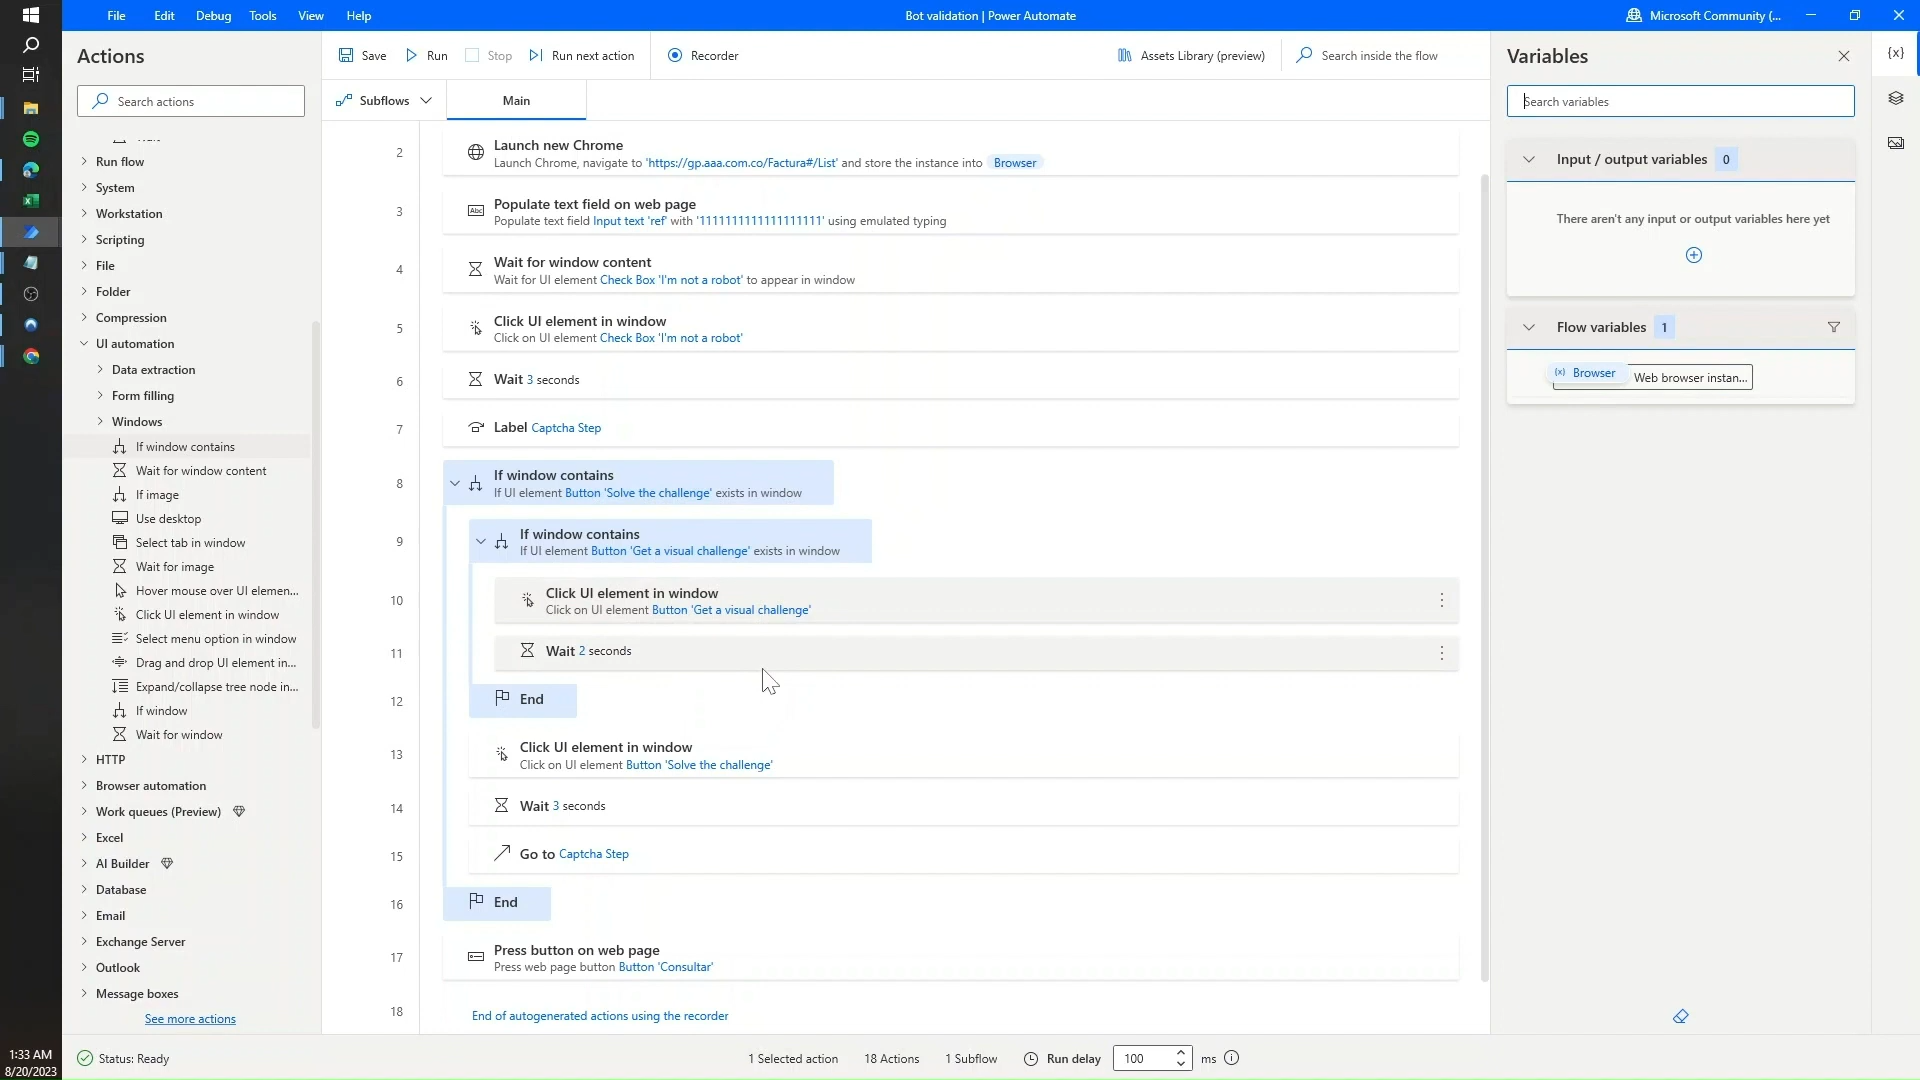 File Edit Debug Tools View Help
Bot validation | Power Automate
Microsoft Community (...
Actions
Search actions
Run flow
System
Workstation
Scripting
File
Folder
Compression
UI automation
Data extraction
Form filling
Windows
If window contains
Wait for window content
If image
Use desktop
Select tab in window
Wait for image
Hover mouse over UI elemen...
Click UI element in window
Select menu option in window
Drag and drop UI element in...
Expand/collapse tree node in...
If window
Wait for window
HTTP
Browser automation
Work queues (Preview)
Excel
AI Builder
Database
Email
Exchange Server
Outlook
Message boxes
See more actions
Save Run Stop Run next action Recorder
Assets Library (preview) Search inside the flow
Subflows Main
2 Launch new Chrome
Launch Chrome, navigate to 'https://gp.aaa.com.co/Factura#/List' and store the instance into Browser
3 Populate text field on web page
Populate text field Input text 'ref' with '1111111111111111111' using emulated typing
4 Wait for window content
Wait for UI element Check Box 'I'm not a robot' to appear in window
5 Click UI element in window
Click on UI element Check Box 'I'm not a robot'
6 Wait 3 seconds
7 Label Captcha Step
8 If window contains
If UI element Button 'Solve the challenge' exists in window
9 If window contains
If UI element Button 'Get a visual challenge' exists in window
10 Click UI element in window
Click on UI element Button 'Get a visual challenge'
11 Wait 2 seconds
12 End
13 Click UI element in window
Click on UI element Button 'Solve the challenge'
14 Wait 3 seconds
15 Go to Captcha Step
16 End
17 Press button on web page
Press web page button Button 'Consultar'
18 End of autogenerated actions using the recorder
Variables
{x}
Search variables
Input / output variables 0
There aren't any input or output variables here yet
Flow variables 1
(x) Browser Web browser instan...
1:33 AM
8/20/2023
Status: Ready 1 Selected action 18 Actions 1 Subflow Run delay 100 ms